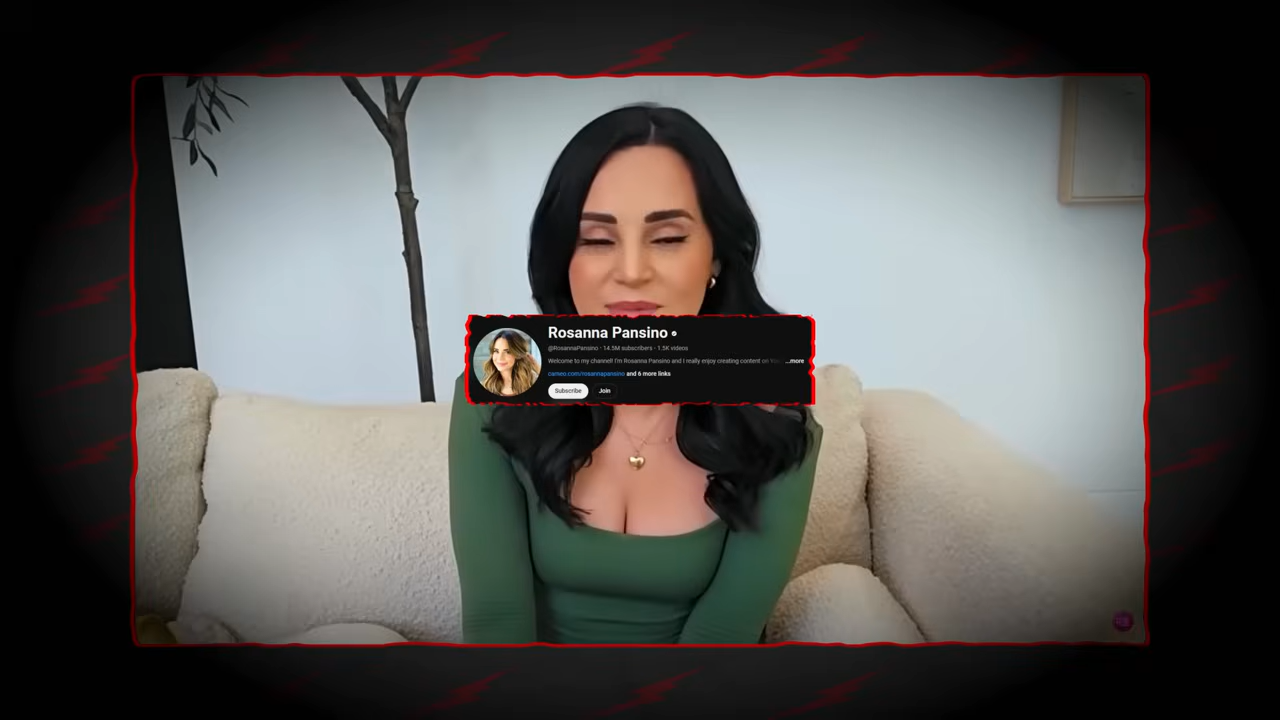 Rosanna Pansino
@RosannaPansino · 14.5M subscribers · 1.5K videos
Welcome to my channel! I'm Rosanna Pansino and I really enjoy creating content on You ...more
cameo.com/rosannapansino and 6 more links
Subscribe Join